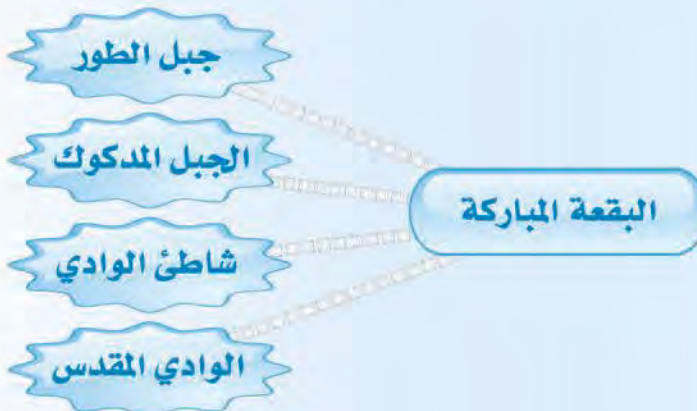 البقعة المباركة
جبل الطور
الجبل المدكوك
شاطئ الوادي
الوادي المقدس